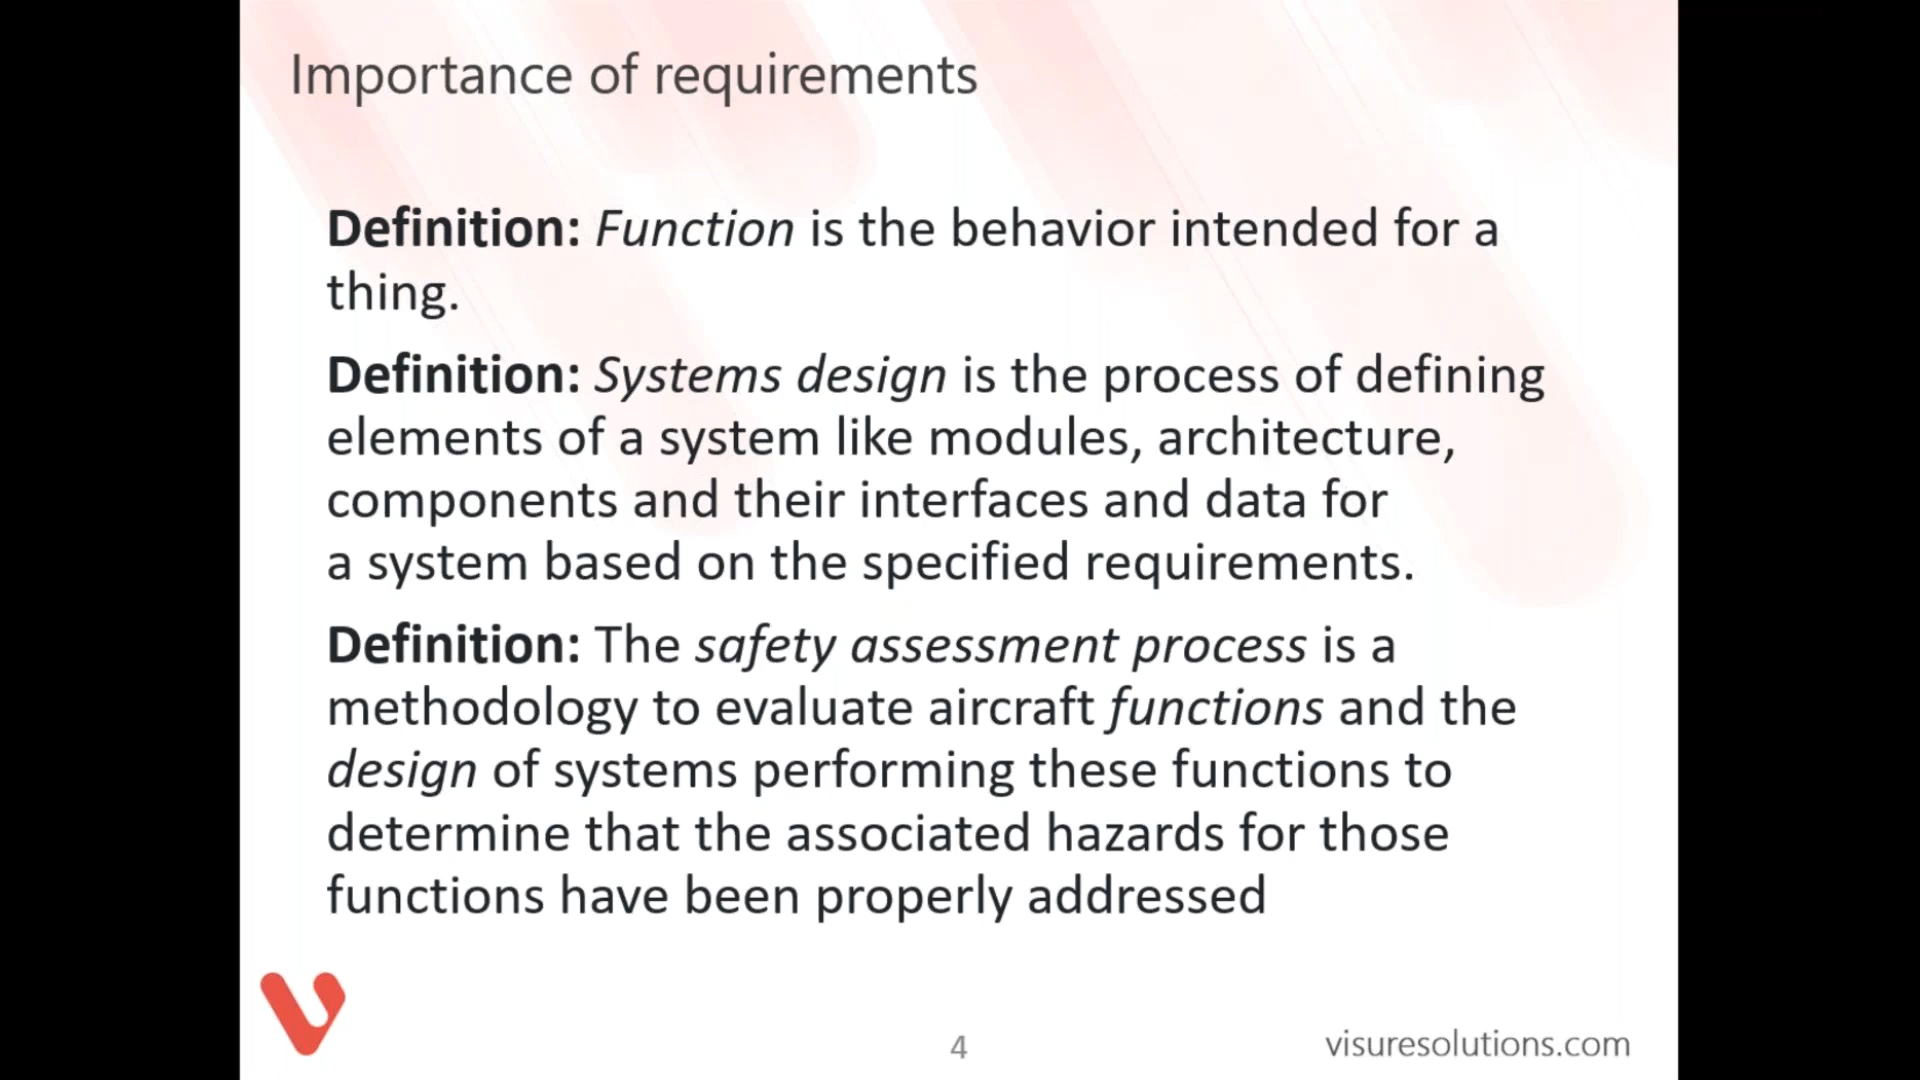 Importance of requirements
Definition: Function is the behavior intended for a
thing.
Definition: Systems design is the process of defining
elements of a system like modules, architecture,
components and their interfaces and data for
a system based on the specified requirements.
Definition: The safety assessment process is a
methodology to evaluate aircraft functions and the
design of systems performing these functions to
determine that the associated hazards for those
functions have been properly addressed
4
visuresolutions.com